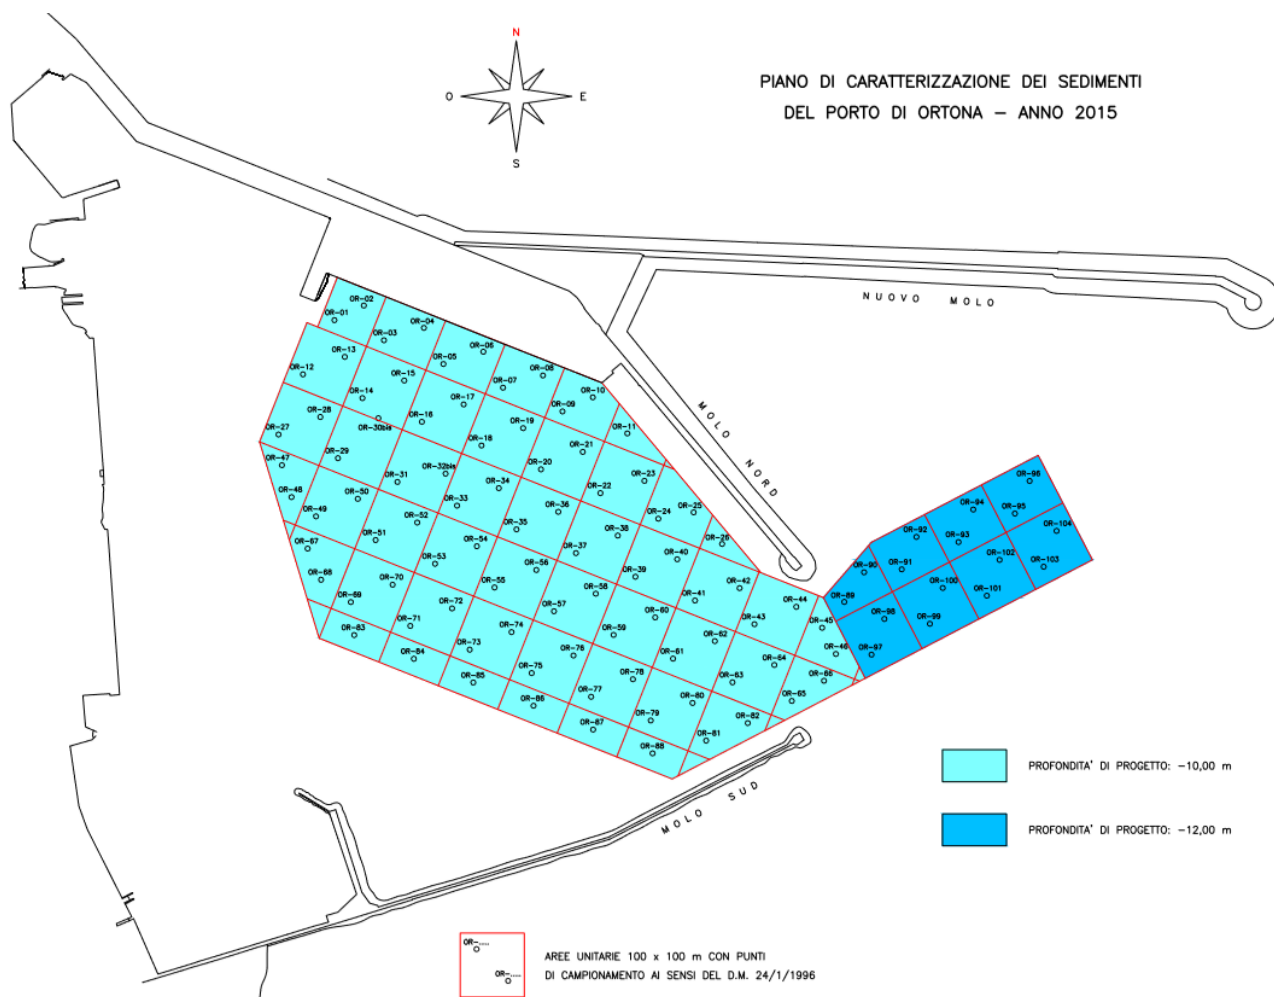 N
O
E
S
PIANO DI CARATTERIZZAZIONE DEI SEDIMENTI
DEL PORTO DI ORTONA – ANNO 2015
NUOVO MOLO
MOLO NORD
OR-02
OR-01
OR-04
OR-03
OR-06
OR-05
OR-08
OR-07
OR-10
OR-09
OR-11
OR-13
OR-12
OR-15
OR-14
OR-17
OR-16
OR-30bis
OR-19
OR-18
OR-21
OR-20
OR-23
OR-22
OR-25
OR-24
OR-26
OR-28
OR-27
OR-29
OR-31
OR-32bis
OR-34
OR-33
OR-36
OR-35
OR-38
OR-37
OR-40
OR-39
OR-42
OR-41
OR-44
OR-43
OR-45
OR-46
OR-47
OR-48
OR-50
OR-49
OR-52
OR-51
OR-54
OR-53
OR-56
OR-55
OR-58
OR-57
OR-60
OR-59
OR-62
OR-61
OR-64
OR-63
OR-66
OR-65
OR-67
OR-68
OR-70
OR-69
OR-72
OR-71
OR-74
OR-73
OR-76
OR-75
OR-78
OR-77
OR-80
OR-79
OR-82
OR-81
OR-83
OR-84
OR-85
OR-86
OR-87
OR-88
OR-96
OR-94
OR-95
OR-104
OR-92
OR-93
OR-102
OR-103
OR-90
OR-91
OR-100
OR-101
OR-89
OR-98
OR-99
OR-97
MOLO SUD
PROFONDITA' DI PROGETTO: -10,00 m
PROFONDITA' DI PROGETTO: -12,00 m
OR-....
OR-....
AREE UNITARIE 100 x 100 m CON PUNTI
DI CAMPIONAMENTO AI SENSI DEL D.M. 24/1/1996